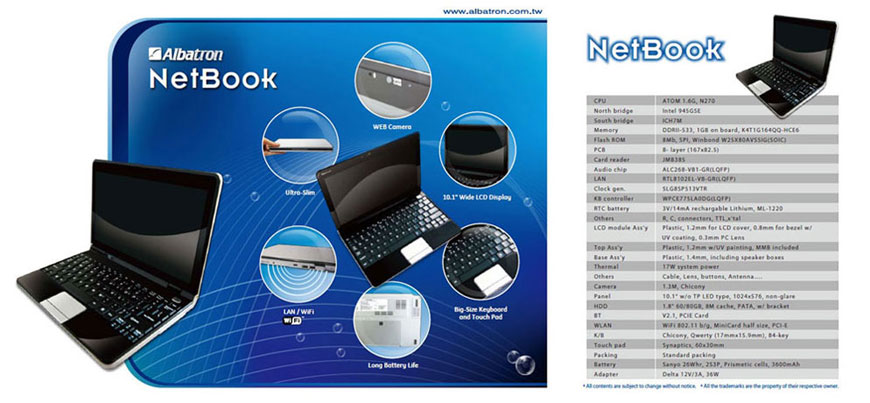 www.albatron.com.tw
Albatron
NetBook
WEB Camera
Ultra-Slim
10.1" Wide LCD Display
LAN / WiFi
WiFi
Big-Size Keyboard
and Touch Pad
Long Battery Life
NetBook
CPU ATOM 1.6G, N270
North bridge Intel 945GSE
South bridge ICH7M
Memory DDRII-533, 1GB on board, K4T1G164QQ-HCE6
Flash ROM 8Mb, SPI, Winbond W25X80AVSSIG(SOIC)
PCB 8- layer (167x82.5)
Card reader JMB385
Audio chip ALC268-VB1-GR(LQFP)
LAN RTL8102EL-VB-GR(LQFP)
Clock gen. SLG8SP513VTR
KB controller WPCE775LA0DG(LQFP)
RTC battery 3V/14mA rechargable Lithium, ML-1220
Others R, C, connectors, TTL,x'tal
LCD module Ass'y Plastic, 1.2mm for LCD cover, 0.8mm for bezel w/
UV coating, 0.3mm PC Lens
Top Ass'y Plastic, 1.2mm w/UV painting, MMB included
Base Ass'y Plastic, 1.4mm, including speaker boxes
Thermal 17W system power
Others Cable, Lens, buttons, Antenna....
Camera 1.3M, Chicony
Panel 10.1" w/o TP LED type, 1024x576, non-glare
HDD 1.8" 60/80GB, 8M cache, PATA, w/ bracket
BT V2.1, PCIE Card
WLAN WiFi 802.11 b/g, MiniCard half size, PCI-E
K/B Chicony, Qwerty (17mmx15.9mm), 84-key
Touch pad Synaptics, 60x30mm
Packing Standard packing
Battery Sanyo 26Whr, 2S3P, Prismetic cells, 3600mAh
Adapter Delta 12V/3A, 36W
* All contents are subject to change without notice. * All the trademarks are the property of their respective owner.